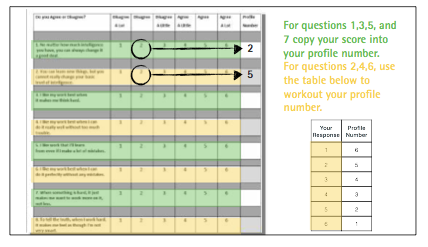 Do you Agree or Disagree?
Disagree A Lot
Disagree
Disagree A Little
Agree A Little
Agree
Agree A Lot
Profile Number
1. No matter how much intelligence
you have, you can always change it
a good deal.
1 2 3 4 5 6
2
2. You can learn new things, but you
cannot really change your basic
level of intelligence.
1 2 3 4 5 6
5
3. I like my work best when
it makes me think hard.
1 2 3 4 5 6
4. I like my work best when I can
do it really well without too much
trouble.
1 2 3 4 5 6
5. I like work that I'll learn
from even if I make a lot of mistakes.
1 2 3 4 5 6
6. I like my work best when I can
do it perfectly without any mistakes.
1 2 3 4 5 6
7. When something is hard, it just
makes me want to work more on it,
not less.
1 2 3 4 5 6
8. To tell the truth, when I work hard
it makes me feel as though I'm not
very smart.
1 2 3 4 5 6
For questions 1,3,5, and
7 copy your score into
your profile number.
For questions 2,4,6, use
the table below to
workout your profile
number.
Your Response
Profile Number
1 6
2 5
3 4
4 3
5 2
6 1